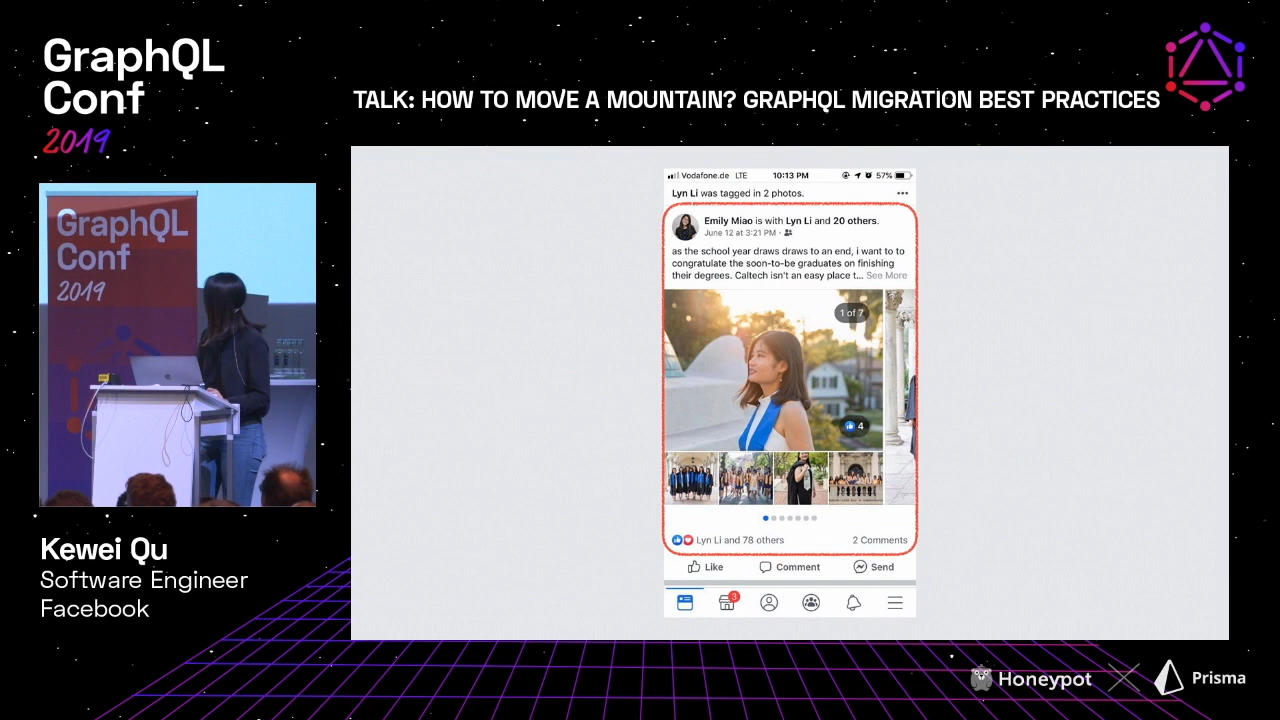 GraphQL
Conf
2019
TALK: HOW TO MOVE A MOUNTAIN? GRAPHQL MIGRATION BEST PRACTICES
GraphQL
Conf
2019
Kewei Qu
Software Engineer
Facebook
Vodafone.de LTE 10:13 PM 57%
Lyn Li was tagged in 2 photos.
Emily Miao is with Lyn Li and 20 others.
June 12 at 3:21 PM ·
as the school year draws draws to an end, i want to to
congratulate the soon-to-be graduates on finishing
their degrees. Caltech isn't an easy place t... See More
1 of 7
4
Lyn Li and 78 others 2 Comments
Like Comment Send
3
Honeypot Prisma